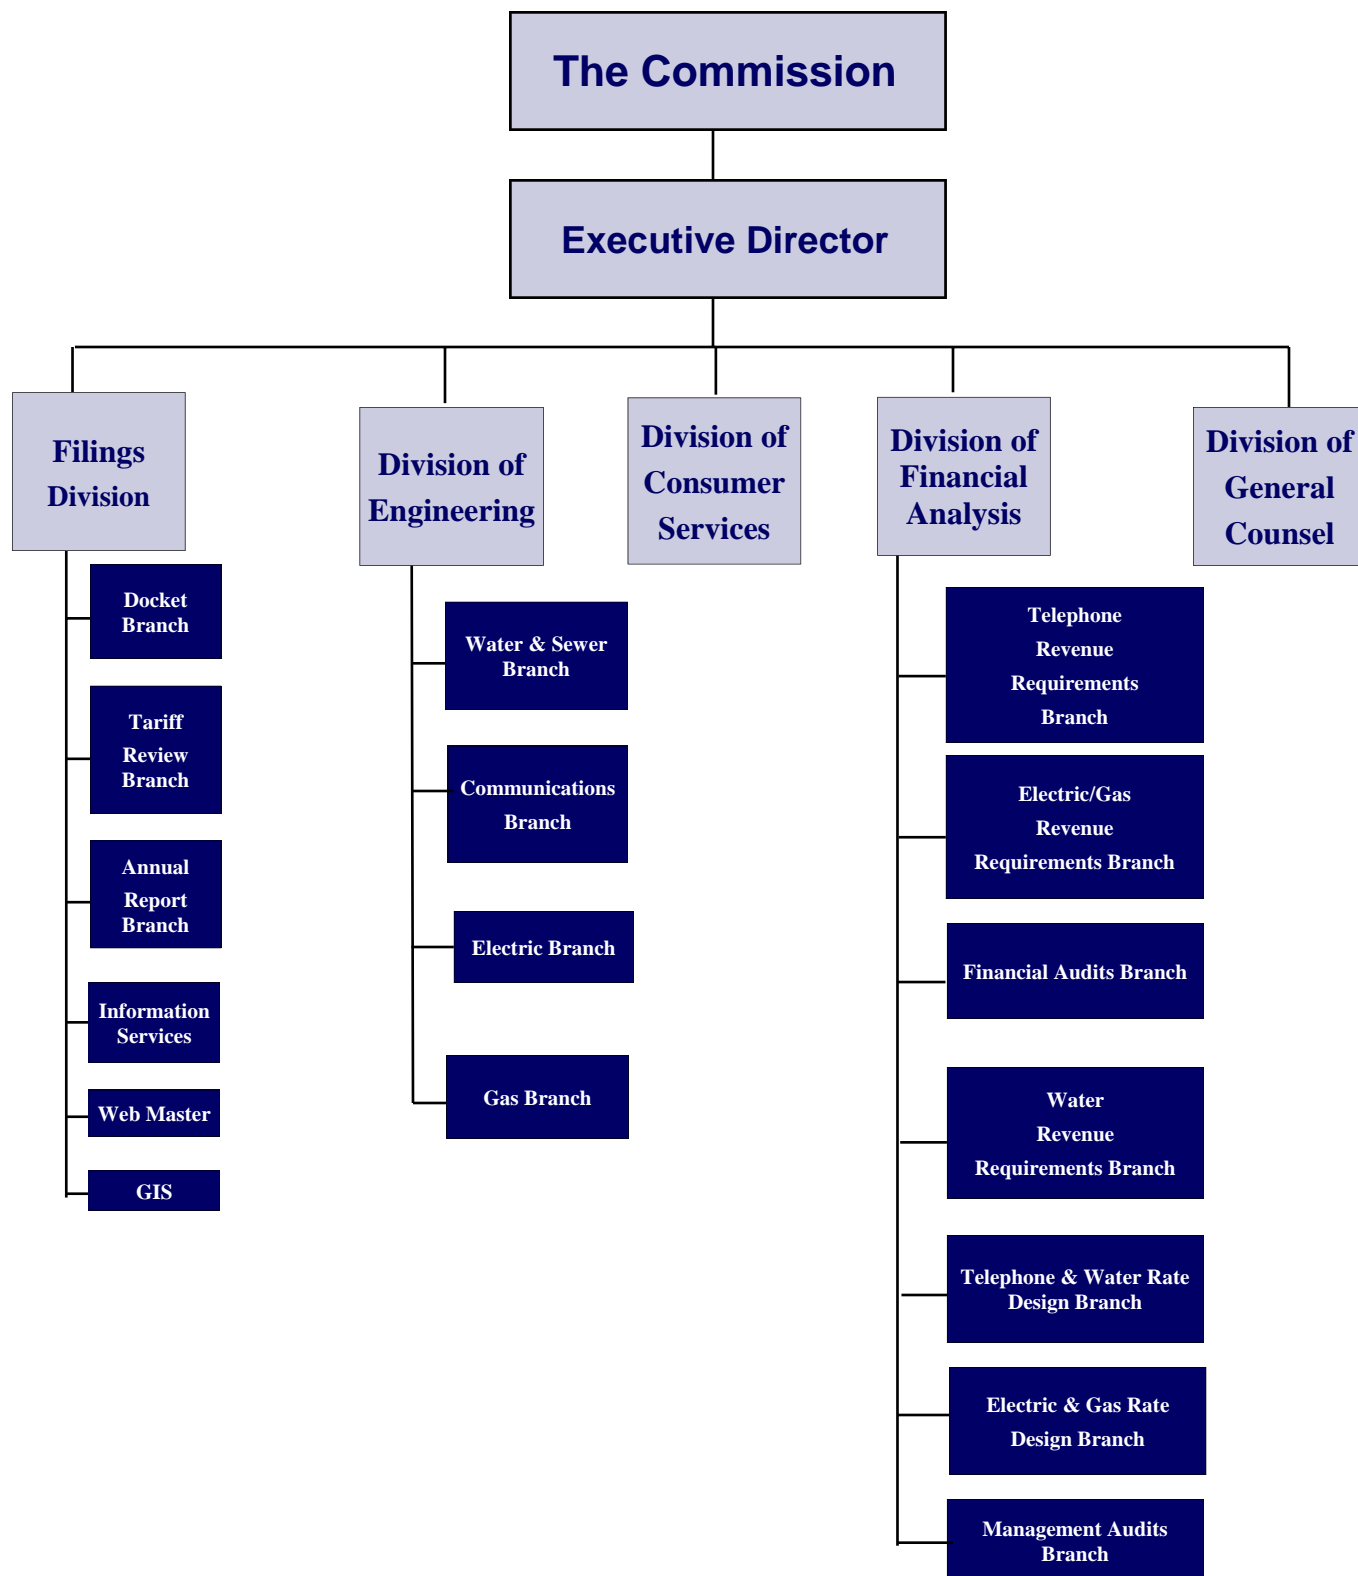 The Commission
Executive Director
Filings
Division
Docket
Branch
Tariff
Review
Branch
Annual
Report
Branch
Information
Services
Web Master
GIS
Division of
Engineering
Water & Sewer
Branch
Communications
Branch
Electric Branch
Gas Branch
Division of
Consumer
Services
Division of
Financial
Analysis
Telephone
Revenue
Requirements
Branch
Electric/Gas
Revenue
Requirements Branch
Financial Audits Branch
Water
Revenue
Requirements Branch
Telephone & Water Rate
Design Branch
Electric & Gas Rate
Design Branch
Management Audits
Branch
Division of
General
Counsel